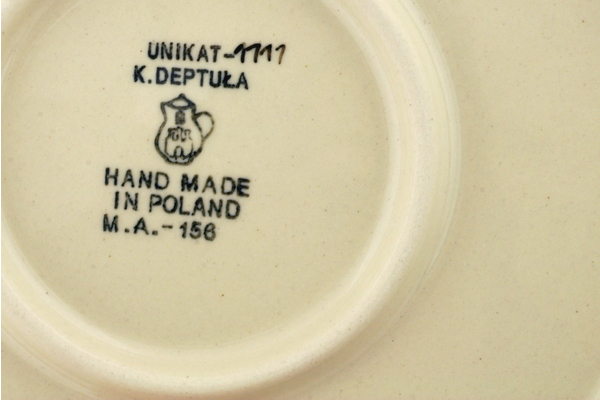 UNIKAT-1111
K.DEPTUŁA
HAND MADE
IN POLAND
M.A.-156